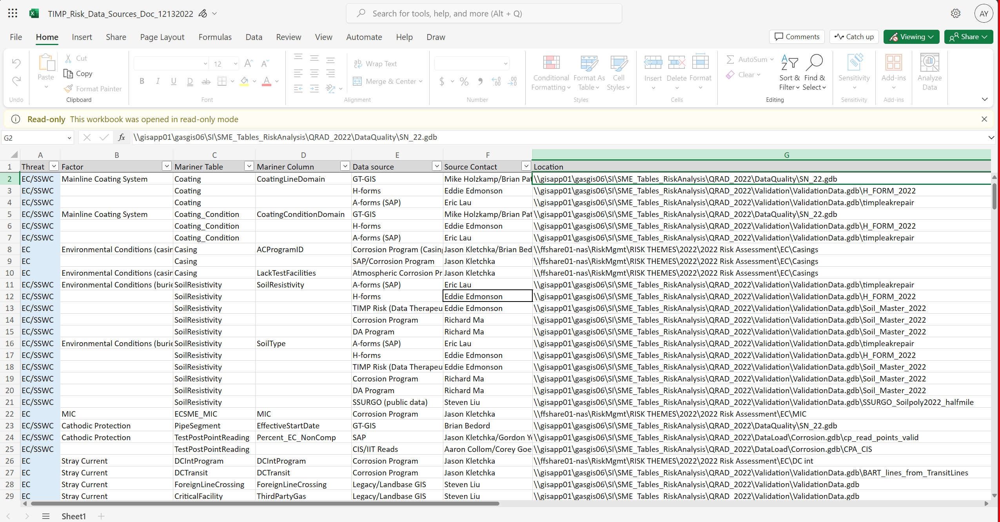 TIMP_Risk_Data_Sources_Doc_12132022
Search for tools, help, and more (Alt + Q)
AY
File Home Insert Share Page Layout Formulas Data Review View Automate Help Draw
Comments Catch up Viewing Share
Undo
Paste Cut Copy Format Painter Clipboard
12 Font
Wrap Text Merge & Center Alignment
Number
Conditional Formatting Format As Table Cell Styles Styles
Insert Delete Format Cells
AutoSum Clear Sort & Filter Find & Select Editing
Sensitivity Sensitivity
Add-ins Add-ins
Analyze Data
Read-only This workbook was opened in read-only mode
G2 fx \\gisapp01\gasgis06\SI\SME_Tables_RiskAnalysis\QRAD_2022\DataQuality\SN_22.gdb
A B C D E F G
1 Threat Factor Mariner Table Mariner Column Data source Source Contact Location
2 EC/SSWC Mainline Coating System Coating CoatingLineDomain GT-GIS Mike Holzkamp/Brian Pat \\gisapp01\gasgis06\SI\SME_Tables_RiskAnalysis\QRAD_2022\DataQuality\SN_22.gdb
3 EC/SSWC Coating H-forms Eddie Edmonson \\gisapp01\gasgis06\SI\SME_Tables_RiskAnalysis\QRAD_2022\Validation\ValidationData.gdb\H_FORM_2022
4 EC/SSWC Coating A-forms (SAP) Eric Lau \\gisapp01\gasgis06\SI\SME_Tables_RiskAnalysis\QRAD_2022\Validation\ValidationData.gdb\timpleakrepair
5 EC/SSWC Mainline Coating System Coating_Condition CoatingConditionDomain GT-GIS Mike Holzkamp/Brian Pat \\gisapp01\gasgis06\SI\SME_Tables_RiskAnalysis\QRAD_2022\DataQuality\SN_22.gdb
6 EC/SSWC Coating_Condition H-forms Eddie Edmonson \\gisapp01\gasgis06\SI\SME_Tables_RiskAnalysis\QRAD_2022\Validation\ValidationData.gdb\H_FORM_2022
7 EC/SSWC Coating_Condition A-forms (SAP) Eric Lau \\gisapp01\gasgis06\SI\SME_Tables_RiskAnalysis\QRAD_2022\Validation\ValidationData.gdb\timpleakrepair
8 EC Environmental Conditions (casin Casing ACProgramID Corrosion Program (Casing Jason Kletchka/Brian Bed \\ffshare01-nas\RiskMgmt\RISK THEMES\2022\2022 Risk Assessment\EC\Casings
9 EC Casing SAP/Corrosion Program Jason Kletchka \\ffshare01-nas\RiskMgmt\RISK THEMES\2022\2022 Risk Assessment\EC\Casings
10 EC Environmental Conditions (casin Casing LackTestFacilities Atmospheric Corrosion Pr Jason Kletchka \\ffshare01-nas\RiskMgmt\RISK THEMES\2022\2022 Risk Assessment\EC\Casings
11 EC/SSWC Environmental Conditions (burie SoilResistivity SoilResistivity A-forms (SAP) Eric Lau \\gisapp01\gasgis06\SI\SME_Tables_RiskAnalysis\QRAD_2022\Validation\ValidationData.gdb\timpleakrepair
12 EC/SSWC SoilResistivity H-forms Eddie Edmonson \\gisapp01\gasgis06\SI\SME_Tables_RiskAnalysis\QRAD_2022\Validation\ValidationData.gdb\H_FORM_2022
13 EC/SSWC SoilResistivity TIMP Risk (Data Therapeu Eddie Edmonson \\gisapp01\gasgis06\SI\SME_Tables_RiskAnalysis\QRAD_2022\Validation\ValidationData.gdb\Soil_Master_2022
14 EC/SSWC SoilResistivity Corrosion Program Richard Ma \\gisapp01\gasgis06\SI\SME_Tables_RiskAnalysis\QRAD_2022\Validation\ValidationData.gdb\Soil_Master_2022
15 EC/SSWC SoilResistivity DA Program Richard Ma \\gisapp01\gasgis06\SI\SME_Tables_RiskAnalysis\QRAD_2022\Validation\ValidationData.gdb\Soil_Master_2022
16 EC/SSWC Environmental Conditions (burie SoilResistivity SoilType A-forms (SAP) Eric Lau \\gisapp01\gasgis06\SI\SME_Tables_RiskAnalysis\QRAD_2022\Validation\ValidationData.gdb\timpleakrepair
17 EC/SSWC SoilResistivity H-forms Eddie Edmonson \\gisapp01\gasgis06\SI\SME_Tables_RiskAnalysis\QRAD_2022\Validation\ValidationData.gdb\H_FORM_2022
18 EC/SSWC SoilResistivity TIMP Risk (Data Therapeu Eddie Edmonson \\gisapp01\gasgis06\SI\SME_Tables_RiskAnalysis\QRAD_2022\Validation\ValidationData.gdb\Soil_Master_2022
19 EC/SSWC SoilResistivity Corrosion Program Richard Ma \\gisapp01\gasgis06\SI\SME_Tables_RiskAnalysis\QRAD_2022\Validation\ValidationData.gdb\Soil_Master_2022
20 EC/SSWC SoilResistivity DA Program Richard Ma \\gisapp01\gasgis06\SI\SME_Tables_RiskAnalysis\QRAD_2022\Validation\ValidationData.gdb\Soil_Master_2022
21 EC/SSWC SoilResistivity SSURGO (public data) Steven Liu \\gisapp01\gasgis06\SI\SME_Tables_RiskAnalysis\QRAD_2022\Validation\ValidationData.gdb\SSURGO_Soilpoly2022_halfmile
22 EC MIC ECSME_MIC MIC Corrosion Program Jason Kletchka \\ffshare01-nas\RiskMgmt\RISK THEMES\2022\2022 Risk Assessment\EC\MIC
23 EC/SSWC Cathodic Protection PipeSegment EffectiveStartDate GT-GIS Brian Bedord \\gisapp01\gasgis06\SI\SME_Tables_RiskAnalysis\QRAD_2022\DataQuality\SN_22.gdb
24 EC/SSWC Cathodic Protection TestPostPointReading Percent_EC_NonComp SAP Jason Kletchka/Gordon Ye \\gisapp01\gasgis06\SI\SME_Tables_RiskAnalysis\QRAD_2022\DataLoad\Corrosion.gdb\cp_read_points_valid
25 EC/SSWC TestPostPointReading CIS/IIT Reads Aaron Collom/Corey Goe \\gisapp01\gasgis06\SI\SME_Tables_RiskAnalysis\QRAD_2022\DataLoad\Corrosion.gdb\CPA_CIS
26 EC Stray Current DCIntProgram DCIntProgram Corrosion Program Jason Kletchka \\ffshare01-nas\RiskMgmt\RISK THEMES\2022\2022 Risk Assessment\EC\DC int
27 EC Stray Current DCTransit DCTransit Corrosion Program Jason Kletchka \\gisapp01\gasgis06\SI\SME_Tables_RiskAnalysis\QRAD_2022\Validation\ValidationData.gdb\BART_lines_from_TransitLines
28 EC Stray Current ForeignLineCrossing ForeignLineCrossing Legacy/Landbase GIS Steven Liu \\gisapp01\gasgis06\SI\SME_Tables_RiskAnalysis\QRAD_2022\Validation\ValidationData.gdb
29 EC Stray Current CriticalFacility ThirdPartyGas Legacy/Landbase GIS Steven Liu \\gisapp01\gasgis06\SI\SME_Tables_RiskAnalysis\QRAD_2022\Validation\ValidationData.gdb
Sheet1